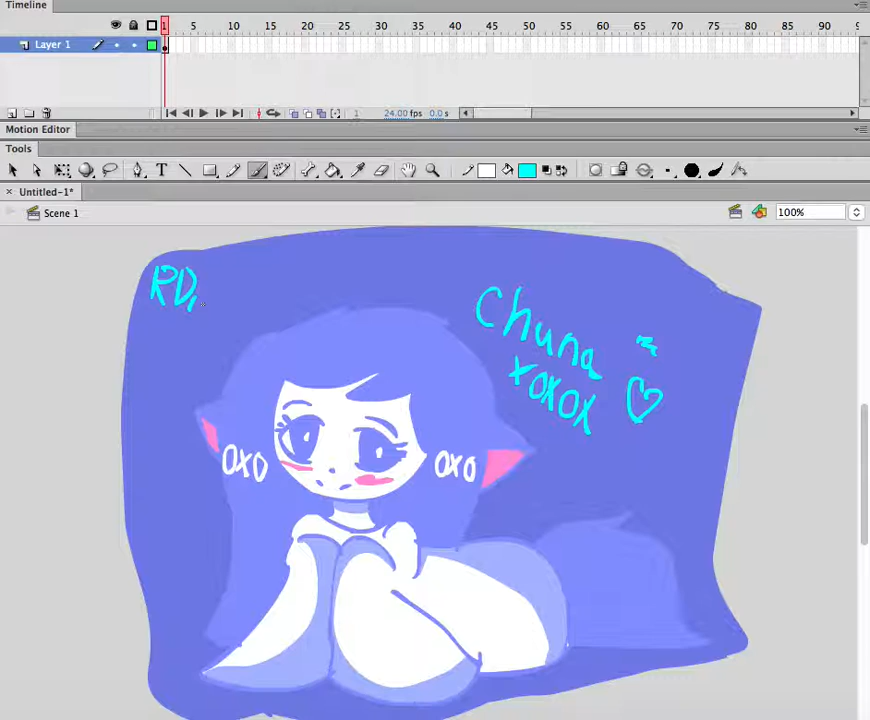 Timeline
1 5 10 15 20 25 30 35 40 45 50 55 60 65 70 75 80 85 90 9
Layer 1
1 24.00 fps 0.0 s
Motion Editor
Tools
Untitled-1*
Scene 1
100%
RD
Chuna
xoxox
oxo oxo